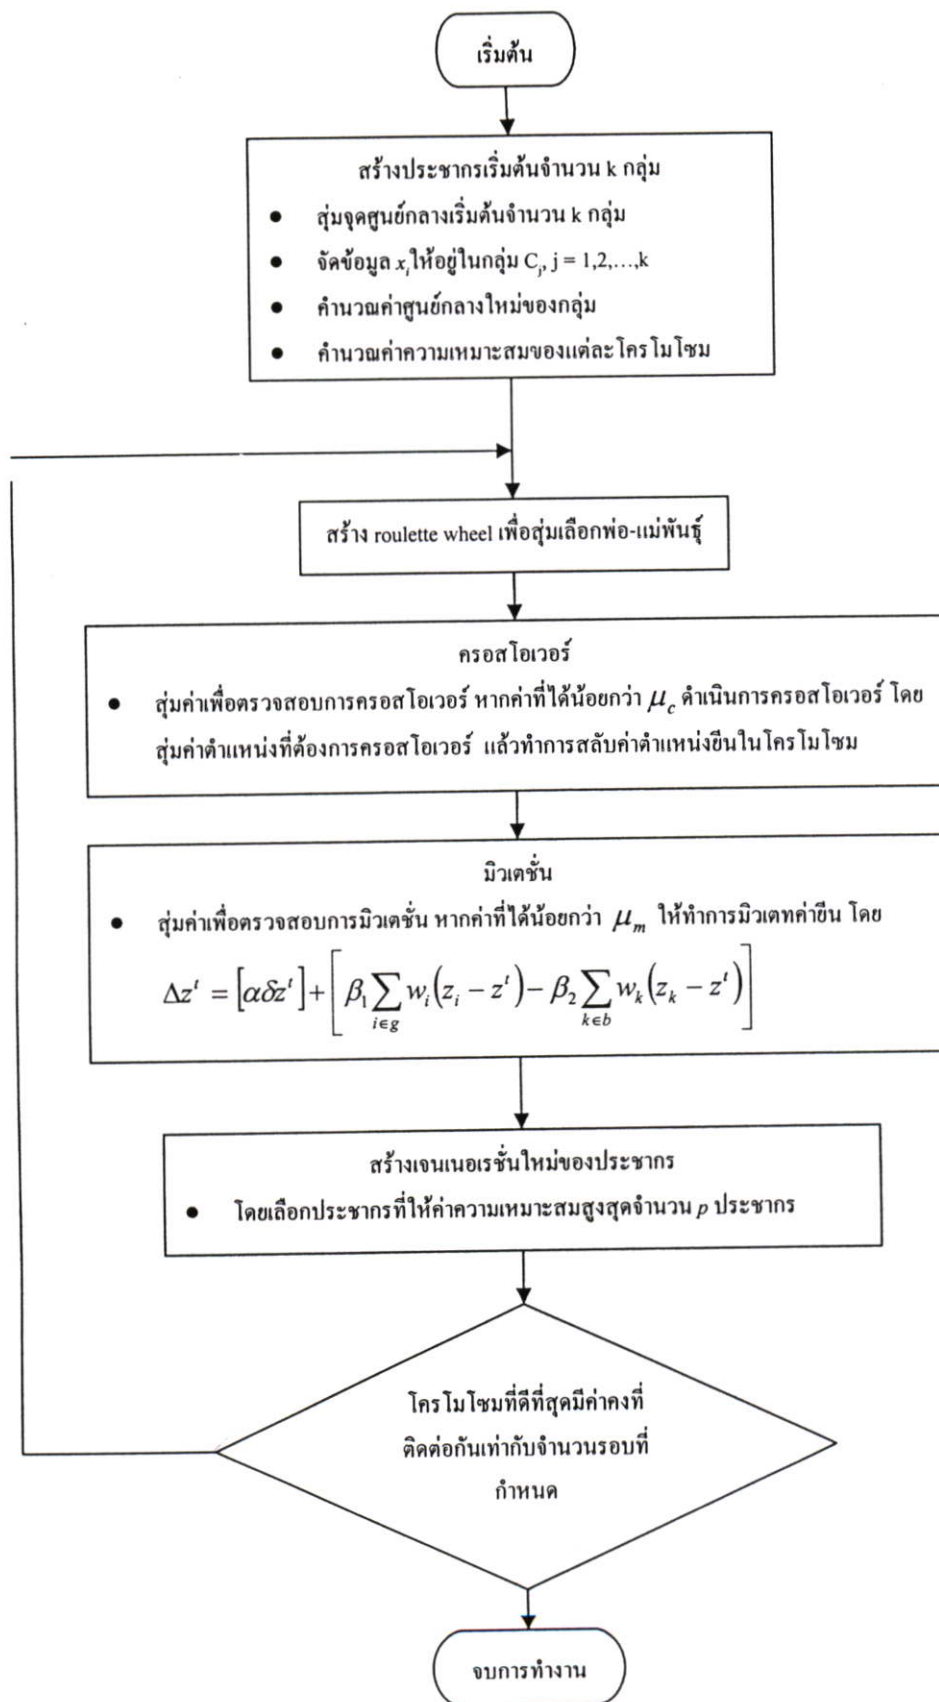 เริ่มต้น
สร้างประชากรเริ่มต้นจำนวน k กลุ่ม
● สุ่มจุดศูนย์กลางเริ่มต้นจำนวน k กลุ่ม
● จัดข้อมูล x_i ให้อยู่ในกลุ่ม C_j, j = 1,2,…,k
● คำนวณค่าศูนย์กลางใหม่ของกลุ่ม
● คำนวณค่าความเหมาะสมของแต่ละโครโมโซม
สร้าง roulette wheel เพื่อสุ่มเลือกพ่อ-แม่พันธุ์
ครอสโอเวอร์
● สุ่มค่าเพื่อตรวจสอบการครอสโอเวอร์ หากค่าที่ได้น้อยกว่า μ_c ดำเนินการครอสโอเวอร์ โดย
สุ่มค่าตำแหน่งที่ต้องการครอสโอเวอร์ แล้วทำการสลับค่าตำแหน่งยีนในโครโมโซม
มิวเตชั่น
● สุ่มค่าเพื่อตรวจสอบการมิวเตชั่น หากค่าที่ได้น้อยกว่า μ_m ให้ทำการมิวเตทค่ายีน โดย
Δz^t = [αδz^t] + [β_1 ∑_{i∈g} w_i(z_i − z^t) − β_2 ∑_{k∈b} w_k(z_k − z^t)]
สร้างเจนเนอเรชั่นใหม่ของประชากร
● โดยเลือกประชากรที่ให้ค่าความเหมาะสมสูงสุดจำนวน p ประชากร
โครโมโซมที่ดีที่สุดมีค่าคงที่
ติดต่อกันเท่ากับจำนวนรอบที่
กำหนด
จบการทำงาน